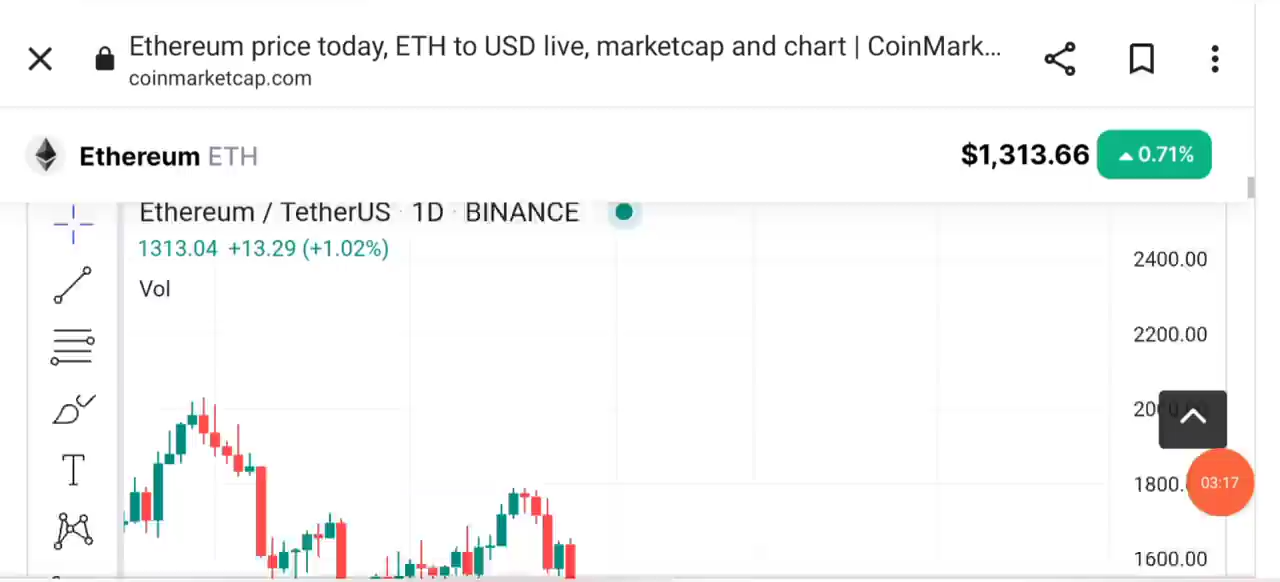 Ethereum price today, ETH to USD live, marketcap and chart | CoinMark...
coinmarketcap.com
Ethereum ETH
$1,313.66 0.71%
Ethereum / TetherUS · 1D · BINANCE
1313.04 +13.29 (+1.02%)
Vol
2400.00
2200.00
1800.
03:17
T
1600.00